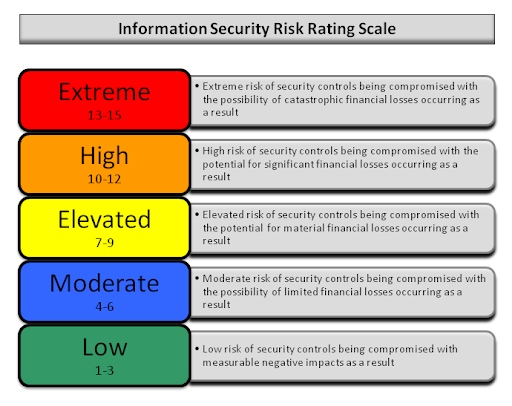 Information Security Risk Rating Scale
Extreme
13-15
• Extreme risk of security controls being compromised with
the possibility of catastrophic financial losses occurring as
a result
High
10-12
• High risk of security controls being compromised with the
potential for significant financial losses occurring as a
result
Elevated
7-9
• Elevated risk of security controls being compromised with
the potential for material financial losses occurring as a
result
Moderate
4-6
• Moderate risk of security controls being compromised with
the possibility of limited financial losses occurring as a
result
Low
1-3
• Low risk of security controls being compromised with
measurable negative impacts as a result